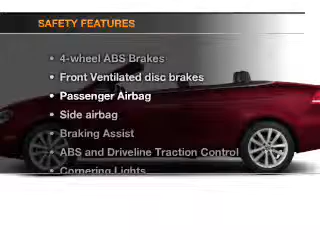 SAFETY FEATURES
• 4-wheel ABS Brakes
• Front Ventilated disc brakes
• Passenger Airbag
• Side airbag
• Braking Assist
• ABS and Driveline Traction Control
• Cornering Lights